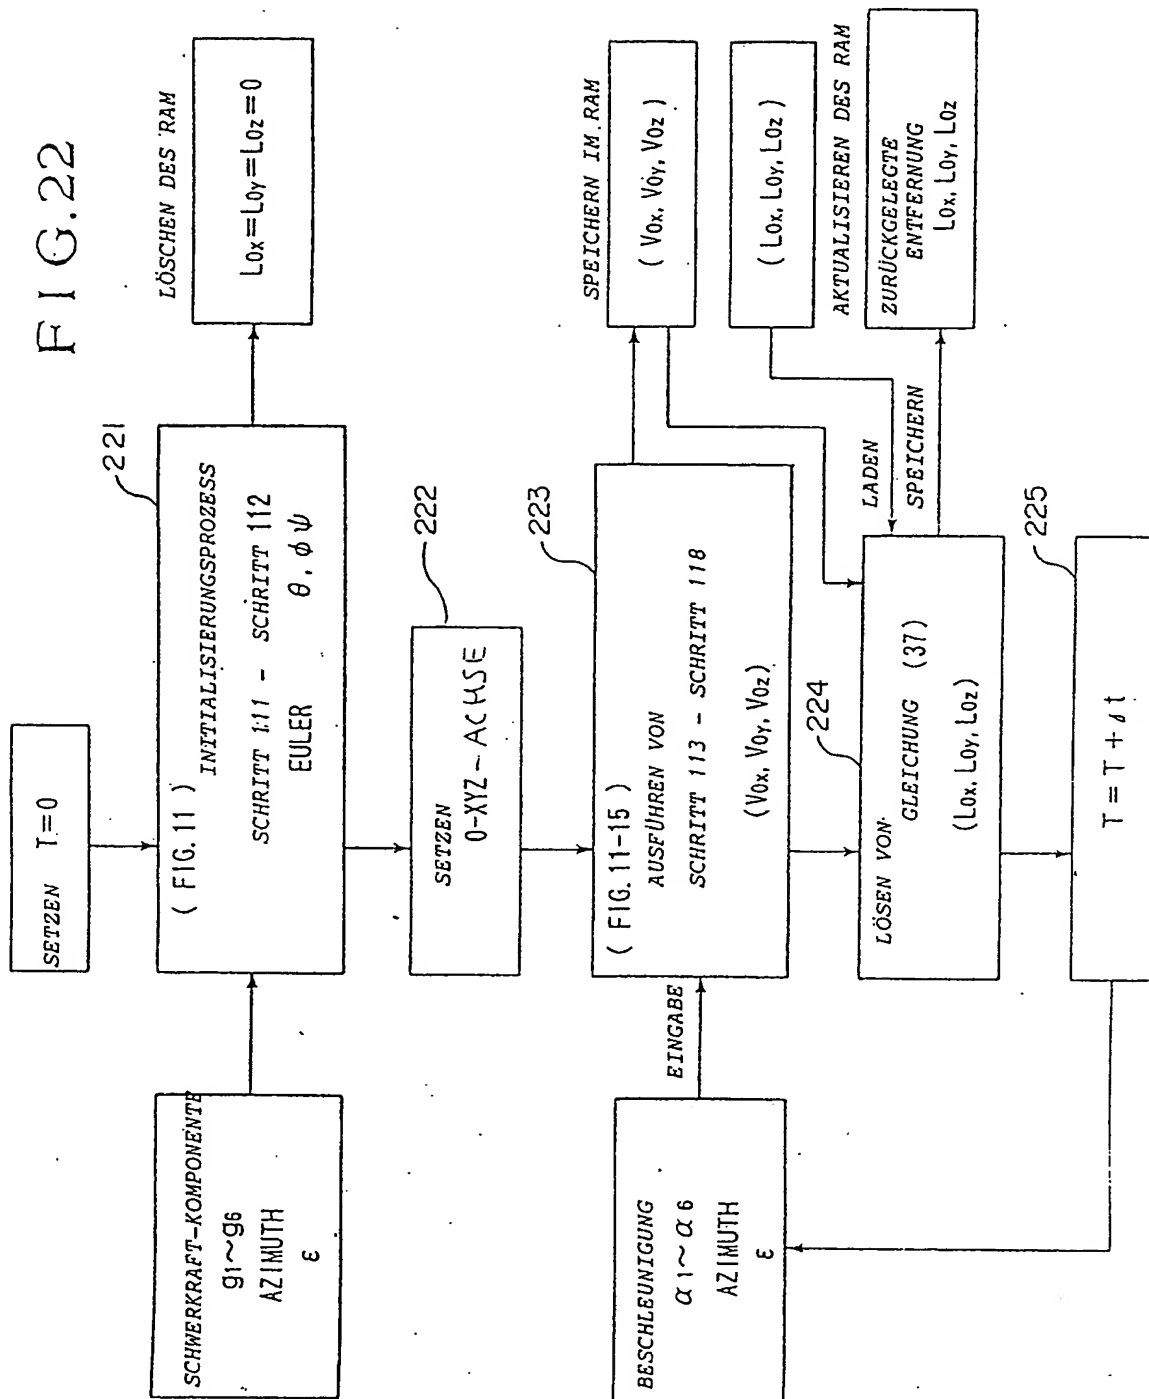 FIG.22
SETZEN T=0
SCHWERKRAFT-KOMPONENTE
g1~g6
AZIMUTH
ε
221
( FIG.11 )
INITIALISIERUNGSPROZESS
SCHRITT 111 - SCHRITT 112
EULER θ, ϕ ψ
LÖSCHEN DES RAM
L0x=L0y=L0z=0
222
SETZEN
0-XYZ-ACHSE
BESCHLEUNIGUNG
α1~α6
AZIMUTH
ε
EINGABE
223
( FIG.11-15 )
AUSFÜHREN VON
SCHRITT 113 - SCHRITT 118
(V0x, V0y, V0z)
SPEICHERN IM RAM
( V0x, V0y, V0z )
( L0x, L0y, L0z )
LADEN
224
LÖSEN VON
GLEICHUNG (37)
(L0x, L0y, L0z)
SPEICHERN
AKTUALISIEREN DES RAM
ZURÜCKGELEGTE
ENTFERNUNG
L0x, L0y, L0z
225
T=T+⊿t